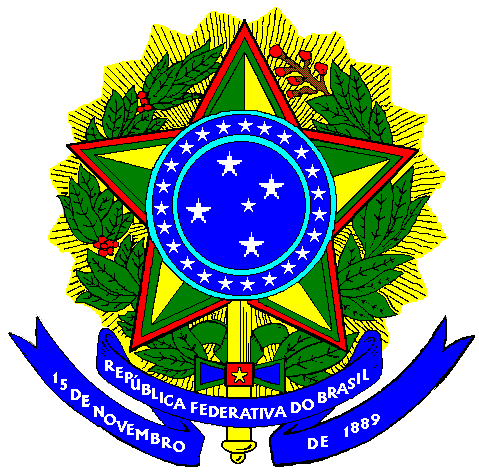 REPÚBLICA FEDERATIVA DO BRASIL
15 DE NOVEMBRO
DE 1889